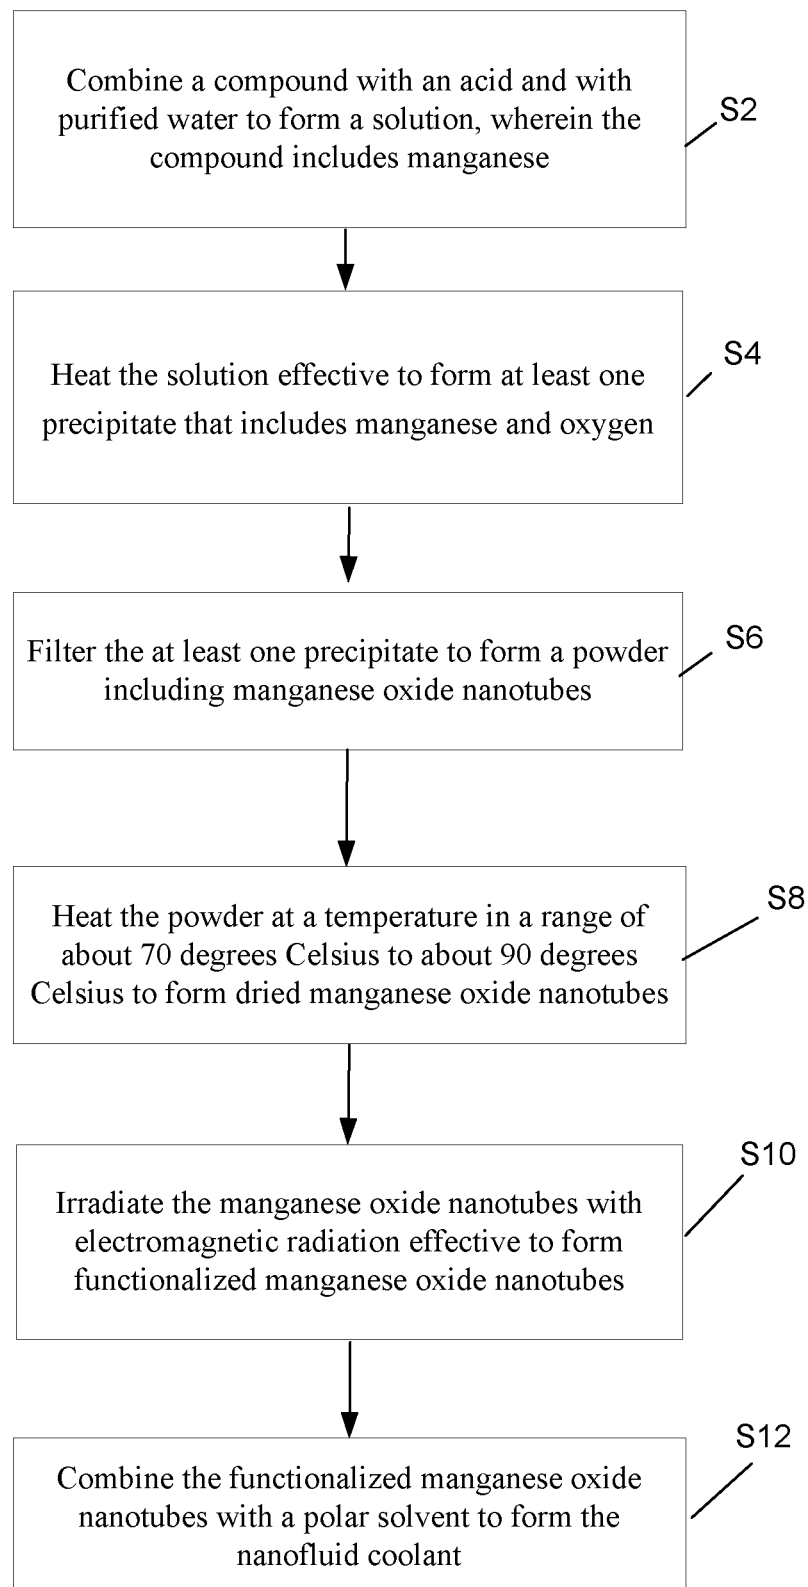 Combine a compound with an acid and with
purified water to form a solution, wherein the
compound includes manganese
S2
Heat the solution effective to form at least one
precipitate that includes manganese and oxygen
S4
Filter the at least one precipitate to form a powder
including manganese oxide nanotubes
S6
Heat the powder at a temperature in a range of
about 70 degrees Celsius to about 90 degrees
Celsius to form dried manganese oxide nanotubes
S8
Irradiate the manganese oxide nanotubes with
electromagnetic radiation effective to form
functionalized manganese oxide nanotubes
S10
Combine the functionalized manganese oxide
nanotubes with a polar solvent to form the
nanofluid coolant
S12